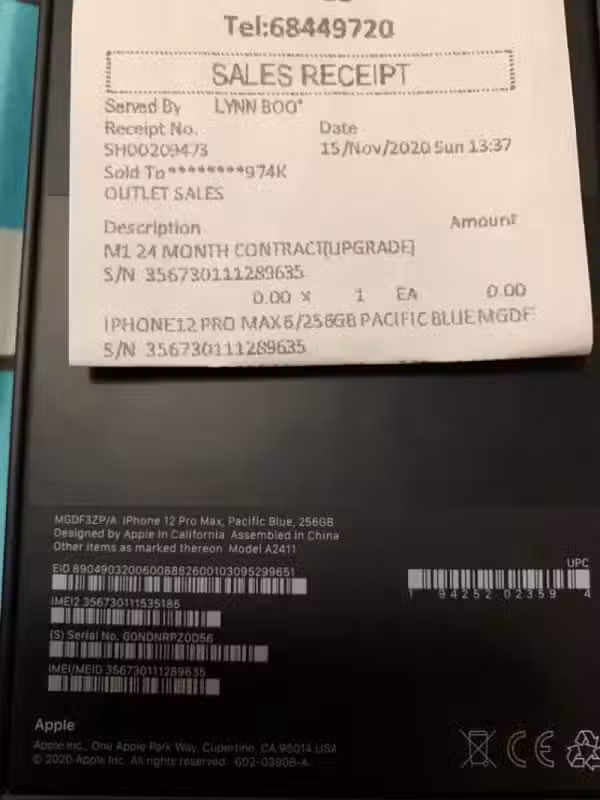 Tel:68449720
SALES RECEIPT
Served By LYNN BOO*
Receipt No. Date
SH00209473 15/Nov/2020 Sun 13:37
Sold To ********974K
OUTLET SALES
Description Amount
M1 24 MONTH CONTRACT(UPGRADE)
S/N 356730111289635
0.00 X 1 EA 0.00
IPHONE12 PRO MAX 6/256GB PACIFIC BLUE MGDF
S/N 356730111289635
MGDF3ZP/A iPhone 12 Pro Max, Pacific Blue, 256GB
Designed by Apple in California Assembled in China
Other items as marked thereon Model A2411
EID 89049032006008882600103095299651
UPC
1 94252 02359 4
IMEI2 356730111535185
(S) Serial No. G0NDNRPZ0D56
IMEI/MEID 356730111289635
Apple
Apple Inc., One Apple Park Way, Cupertino, CA 95014 USA
© 2020 Apple Inc. All rights reserved. 602-03808-A
CE